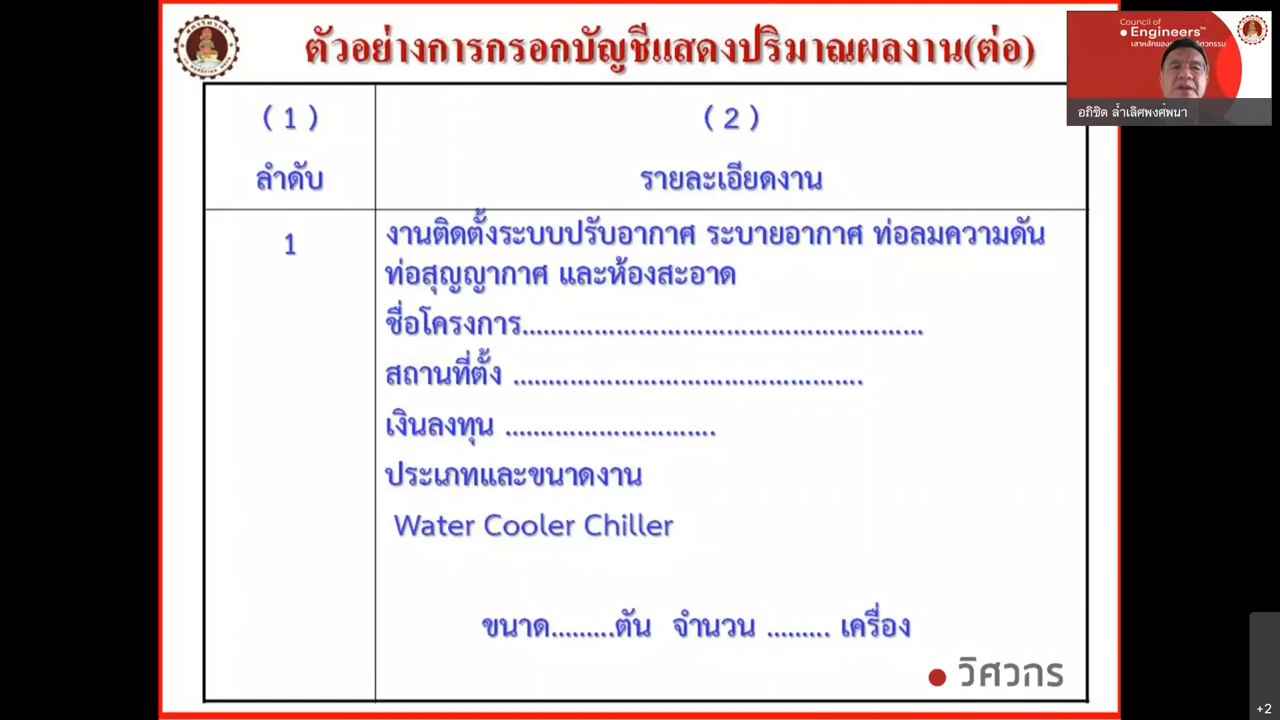 ตัวอย่างการกรอกบัญชีแสดงปริมาณผลงาน(ต่อ)
Council of
Engineers
อภิชิต ล้ำเลิศพงศ์พนา
( 1 )
ลำดับ
( 2 )
รายละเอียดงาน
1
งานติดตั้งระบบปรับอากาศ ระบายอากาศ ท่อลมความดัน
ท่อสุญญากาศ และห้องสะอาด
ชื่อโครงการ......................................................
สถานที่ตั้ง ...............................................
เงินลงทุน ............................
ประเภทและขนาดงาน
Water Cooler Chiller
ขนาด.........ตัน จำนวน ......... เครื่อง
วิศวกร
+2